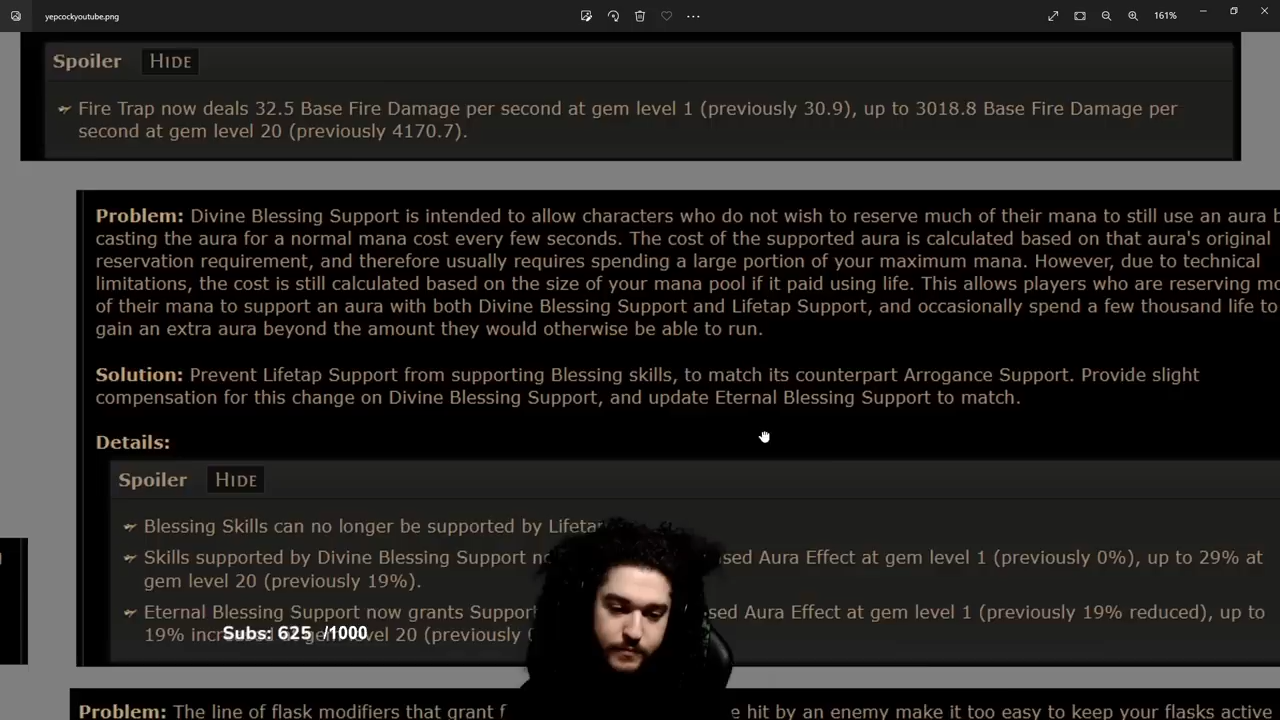 yepcockyoutube.png
161%
Spoiler HIDE
Fire Trap now deals 32.5 Base Fire Damage per second at gem level 1 (previously 30.9), up to 3018.8 Base Fire Damage per
second at gem level 20 (previously 4170.7).
Problem: Divine Blessing Support is intended to allow characters who do not wish to reserve much of their mana to still use an aura
casting the aura for a normal mana cost every few seconds. The cost of the supported aura is calculated based on that aura's original
reservation requirement, and therefore usually requires spending a large portion of your maximum mana. However, due to technical
limitations, the cost is still calculated based on the size of your mana pool if it paid using life. This allows players who are reserving
of their mana to support an aura with both Divine Blessing Support and Lifetap Support, and occasionally spend a few thousand life to
gain an extra aura beyond the amount they would otherwise be able to run.
Solution: Prevent Lifetap Support from supporting Blessing skills, to match its counterpart Arrogance Support. Provide slight
compensation for this change on Divine Blessing Support, and update Eternal Blessing Support to match.
Details:
Spoiler HIDE
Blessing Skills can no longer be supported by
Skills supported by Divine Blessing Support Aura Effect at gem level 1 (previously 0%), up to 29% at
gem level 20 (previously 19%).
Eternal Blessing Support now grants Aura Effect at gem level 1 (previously 19% reduced), up to
19% level 20 (previously
Subs: 625 /1000
Problem: The line of flask modifiers that grant hit by an enemy make it too easy to keep your flasks active